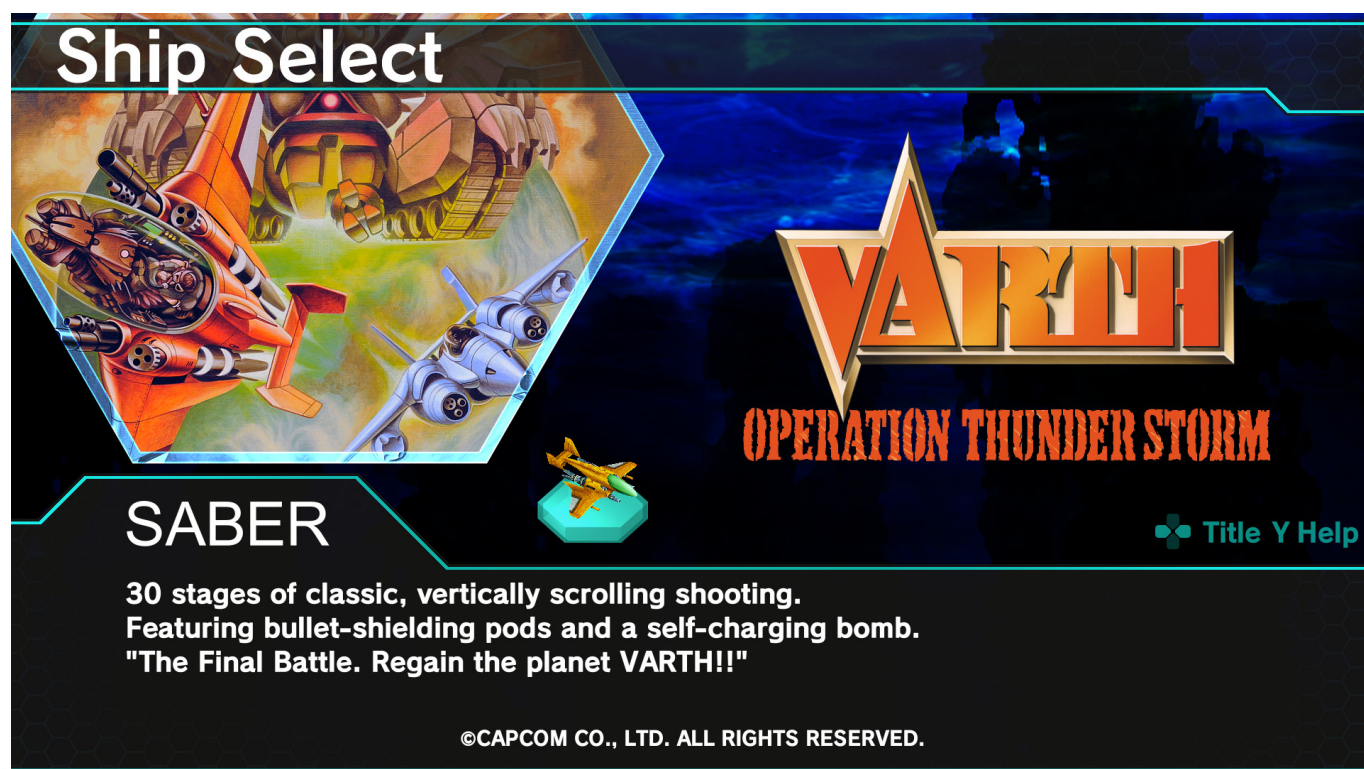 Ship Select
VARTH
OPERATION THUNDER STORM
SABER
Title Y Help
30 stages of classic, vertically scrolling shooting.
Featuring bullet-shielding pods and a self-charging bomb.
"The Final Battle. Regain the planet VARTH!!"
©CAPCOM CO., LTD. ALL RIGHTS RESERVED.